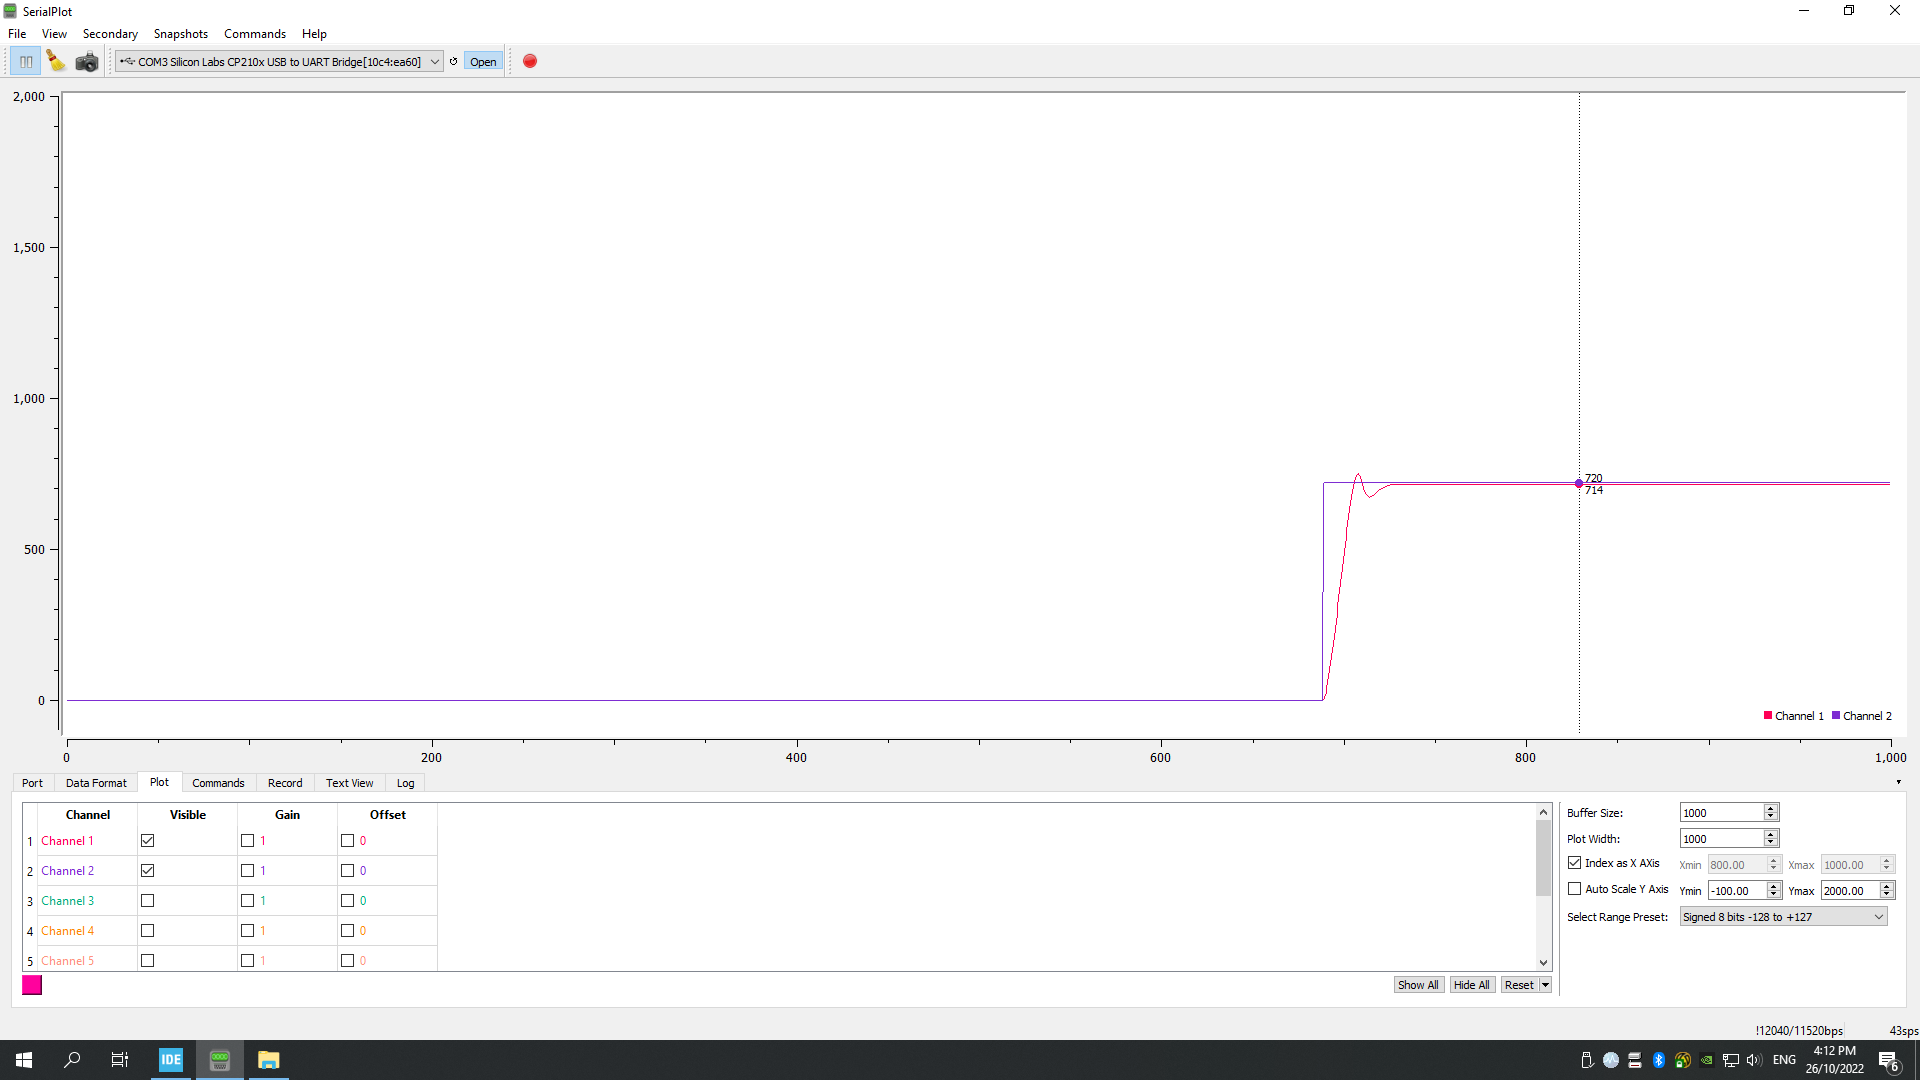 SerialPlot
File View Secondary Snapshots Commands Help
COM3 Silicon Labs CP210x USB to UART Bridge[10c4:ea60] Open
2,000
1,500
1,000
500
0
720
714
Channel 1 Channel 2
0 200 400 600 800 1,000
Port Data Format Plot Commands Record Text View Log
Channel Visible Gain Offset
1 Channel 1 1 0
2 Channel 2 1 0
3 Channel 3 1 0
4 Channel 4 1 0
5 Channel 5 1 0
Show All Hide All Reset
Buffer Size: 1000
Plot Width: 1000
Index as X AXis Xmin 800.00 Xmax 1000.00
Auto Scale Y Axis Ymin -100.00 Ymax 2000.00
Select Range Preset: Signed 8 bits -128 to +127
!12040/11520bps 43sps
IDE
ENG
4:12 PM
26/10/2022
6